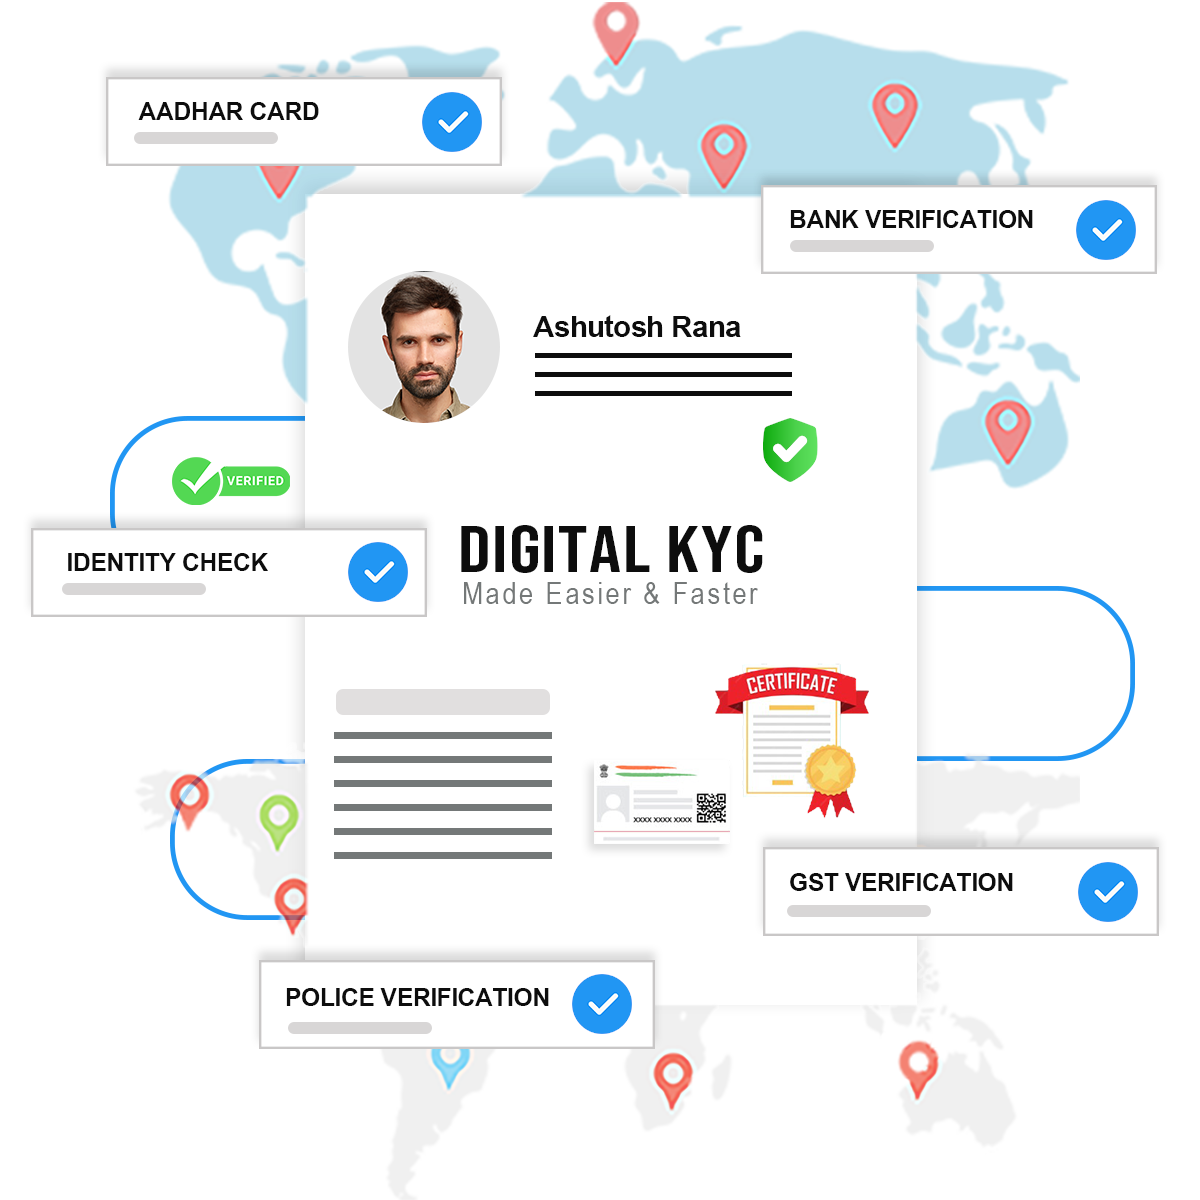 AADHAR CARD
BANK VERIFICATION
Ashutosh Rana
VERIFIED
DIGITAL KYC
IDENTITY CHECK
Made Easier & Faster
CERTIFICATE
XXXX XXXX XXXX
GST VERIFICATION
POLICE VERIFICATION